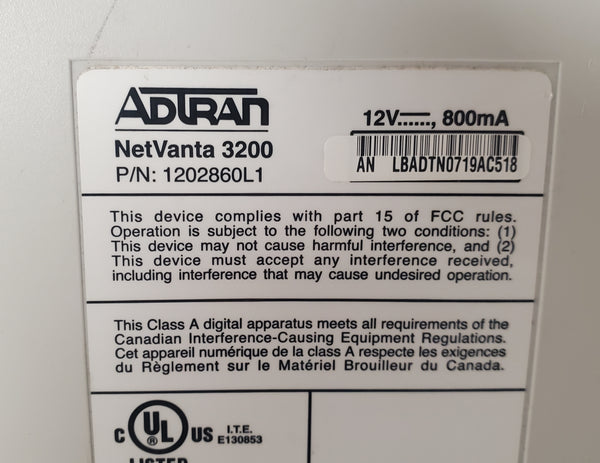 ADTRAN
12V⎓, 800mA
NetVanta 3200
AN LBADTN0719AC518
P/N: 1202860L1
This device complies with part 15 of FCC rules.
Operation is subject to the following two conditions: (1)
This device may not cause harmful interference, and (2)
This device must accept any interference received,
including interference that may cause undesired operation.
This Class A digital apparatus meets all requirements of the
Canadian Interference-Causing Equipment Regulations.
Cet appareil numérique de la class A respecte les exigences
du Règlement sur le Matériel Brouilleur du Canada.
C UL ® US I.T.E.
E130853
LISTED